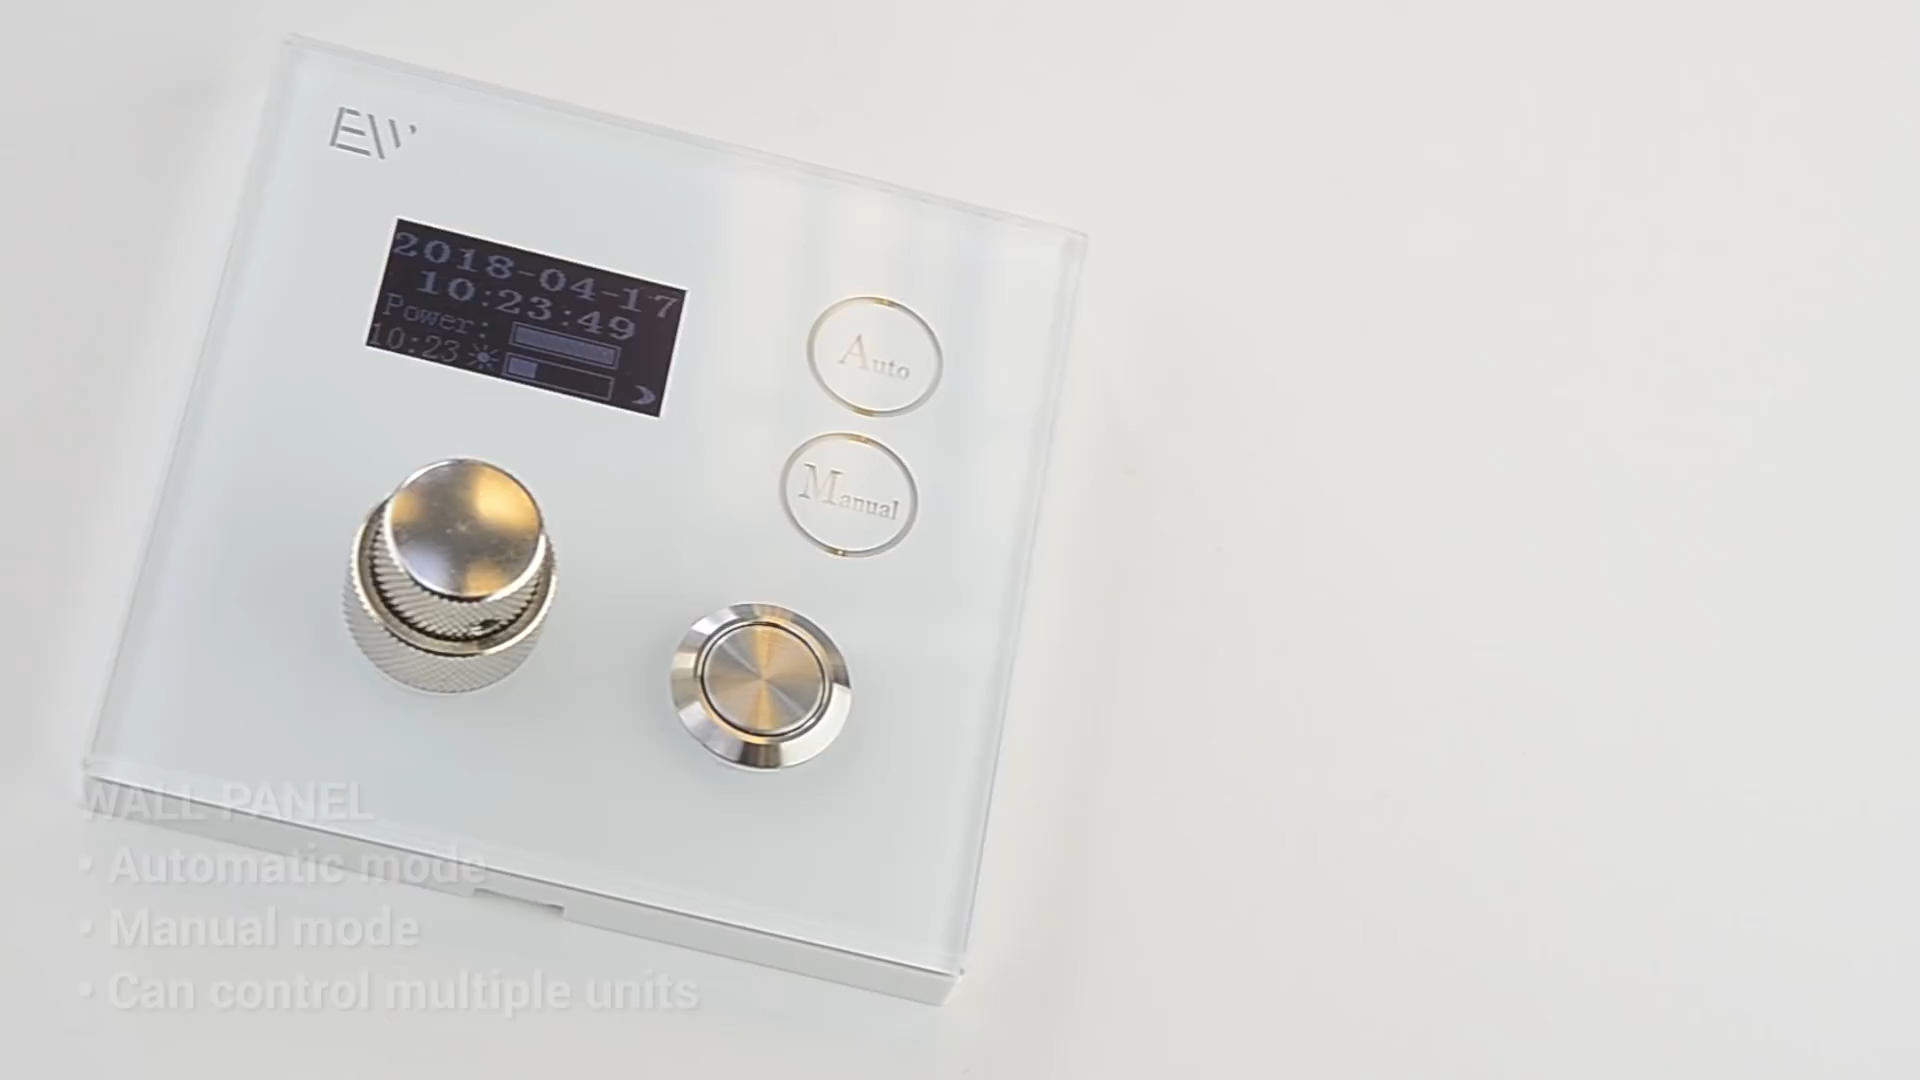 EW
2018-04-17
10:23:49
Power:
10:23
Auto
Manual
WALL PANEL
• Automatic mode
• Manual mode
• Can control multiple units